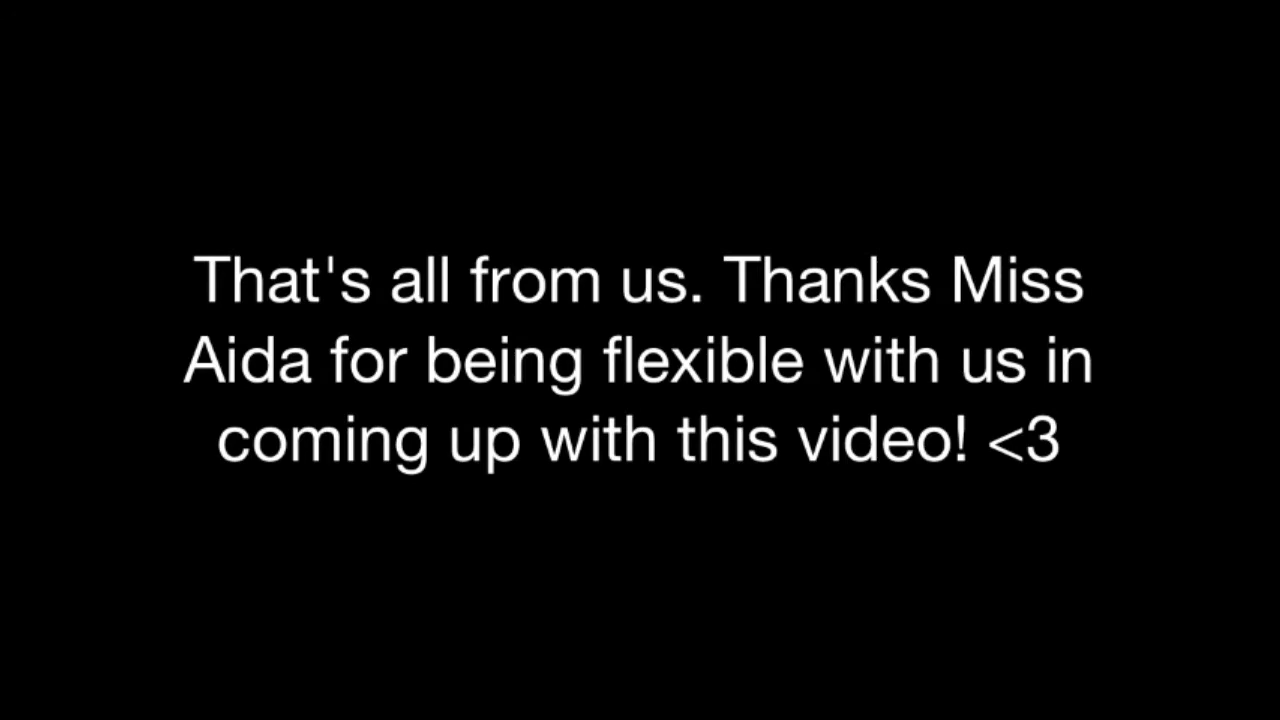 That's all from us. Thanks Miss
Aida for being flexible with us in
coming up with this video! <3